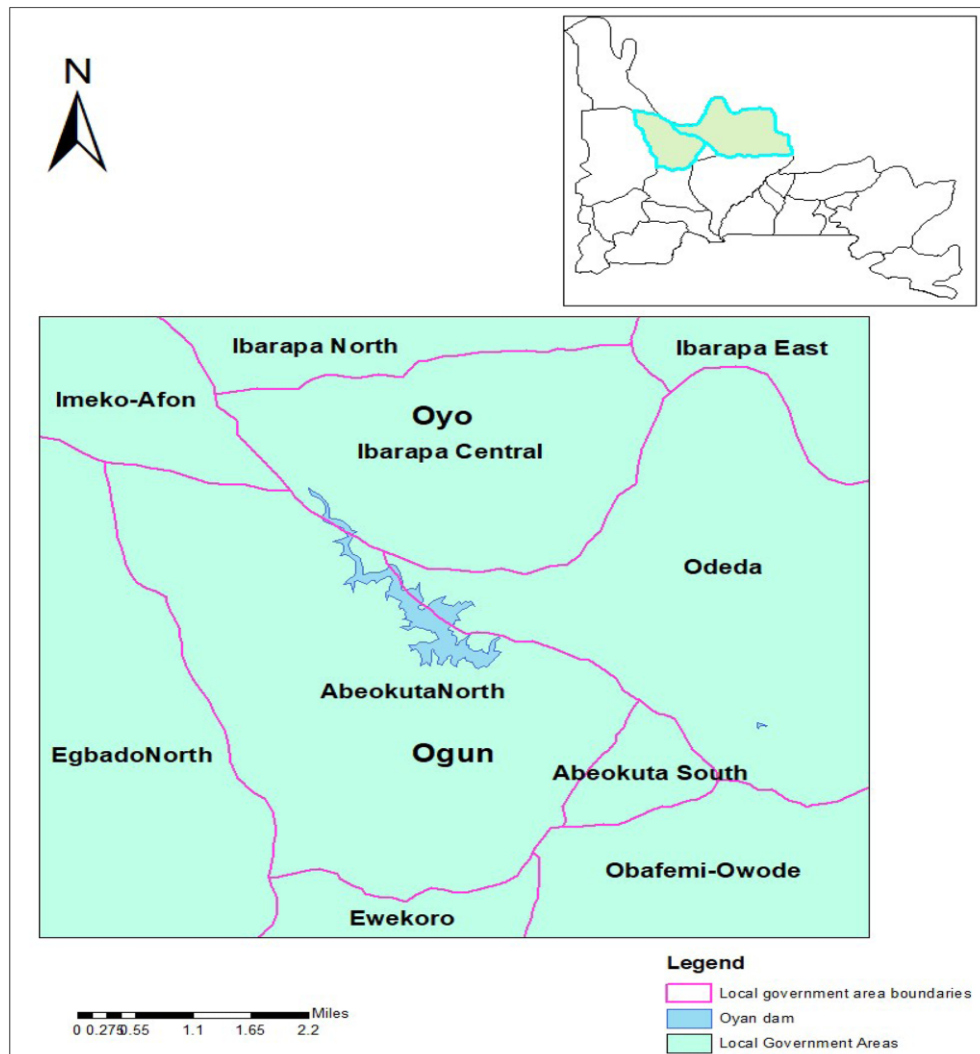 N
Ibarapa North
Ibarapa East
Imeko-Afon
Oyo
Ibarapa Central
Odeda
AbeokutaNorth
EgbadoNorth
Ogun
Abeokuta South
Obafemi-Owode
Ewekoro
Legend
Local government area boundaries
Oyan dam
Local Government Areas
Miles
0 0.275 0.55 1.1 1.65 2.2